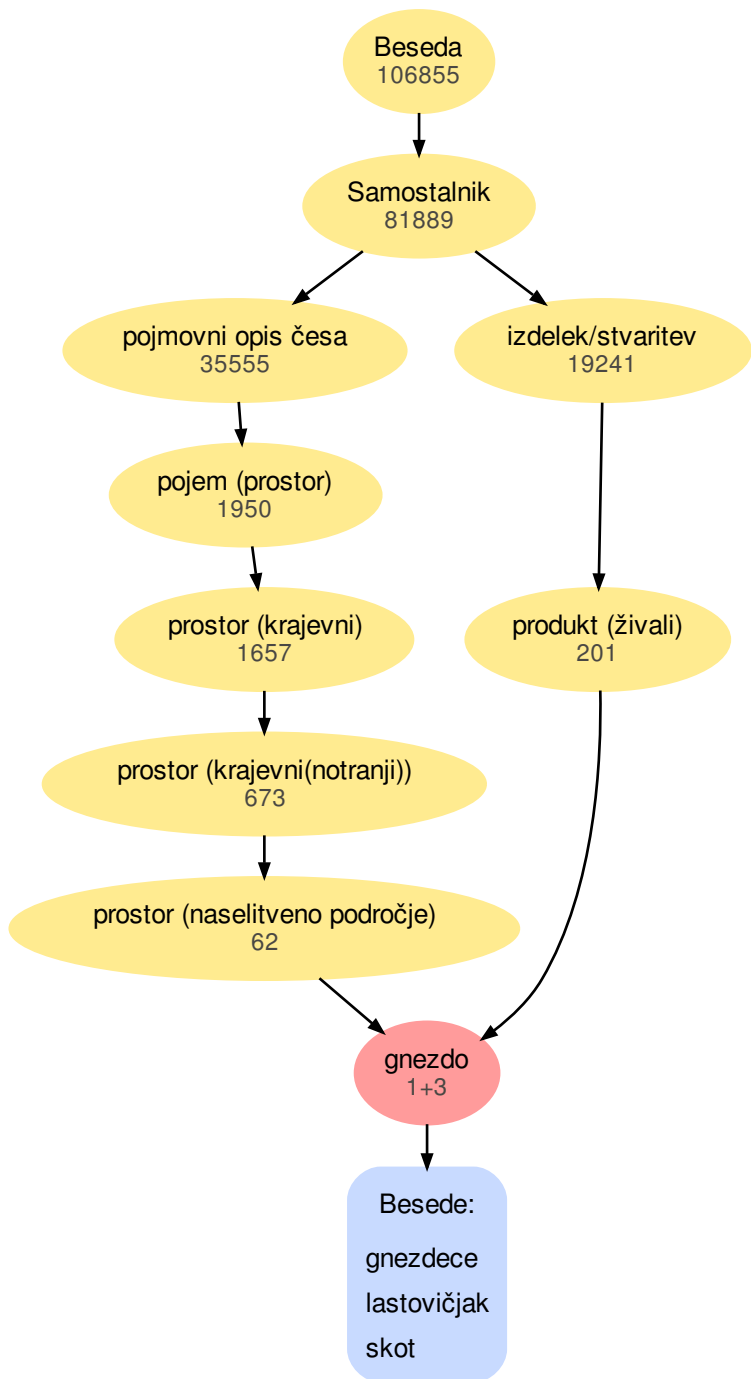 Beseda
106855
Samostalnik
81889
pojmovni opis česa
35555
izdelek/stvaritev
19241
pojem (prostor)
1950
prostor (krajevni)
1657
produkt (živali)
201
prostor (krajevni(notranji))
673
prostor (naselitveno področje)
62
gnezdo
1+3
Besede:
gnezdece
lastovičjak
skot